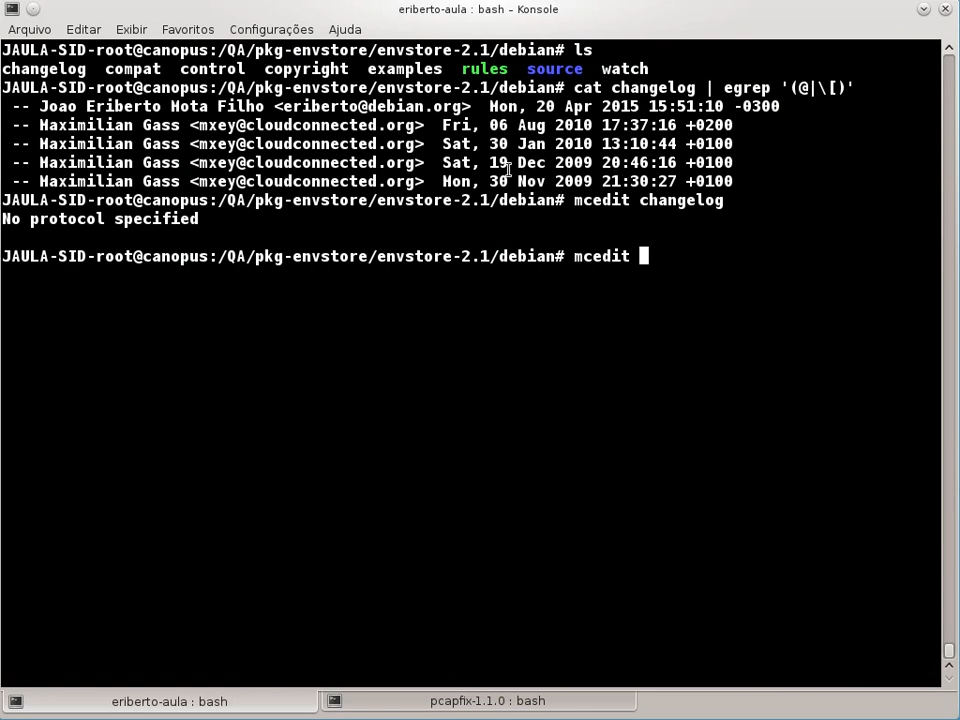 eriberto-aula : bash – Konsole
Arquivo Editar Exibir Favoritos Configurações Ajuda
JAULA-SID-root@canopus:/QA/pkg-envstore/envstore-2.1/debian# ls
changelog compat control copyright examples rules source watch
JAULA-SID-root@canopus:/QA/pkg-envstore/envstore-2.1/debian# cat changelog | egrep '(@|\[)'
-- Joao Eriberto Mota Filho <eriberto@debian.org> Mon, 20 Apr 2015 15:51:10 -0300
-- Maximilian Gass <mxey@cloudconnected.org> Fri, 06 Aug 2010 17:37:16 +0200
-- Maximilian Gass <mxey@cloudconnected.org> Sat, 30 Jan 2010 13:10:44 +0100
-- Maximilian Gass <mxey@cloudconnected.org> Sat, 19 Dec 2009 20:46:16 +0100
-- Maximilian Gass <mxey@cloudconnected.org> Mon, 30 Nov 2009 21:30:27 +0100
JAULA-SID-root@canopus:/QA/pkg-envstore/envstore-2.1/debian# mcedit changelog
No protocol specified
JAULA-SID-root@canopus:/QA/pkg-envstore/envstore-2.1/debian# mcedit
eriberto-aula : bash pcapfix-1.1.0 : bash